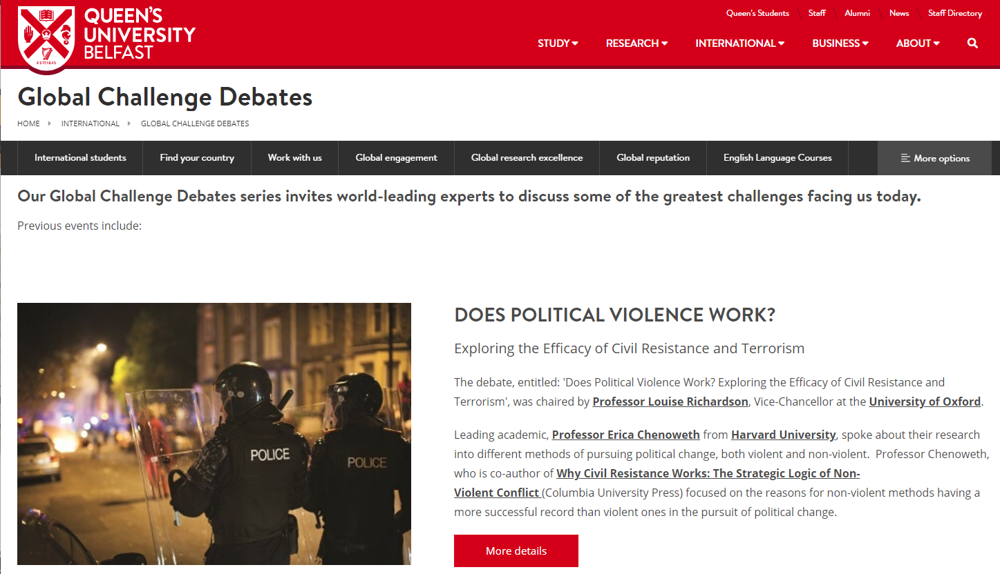 QUEEN'S
UNIVERSITY
BELFAST
ESTD1845
Queen's Students Staff Alumni News Staff Directory
STUDY RESEARCH INTERNATIONAL BUSINESS ABOUT
Global Challenge Debates
HOME INTERNATIONAL GLOBAL CHALLENGE DEBATES
International students Find your country Work with us Global engagement Global research excellence Global reputation English Language Courses More options
Our Global Challenge Debates series invites world-leading experts to discuss some of the greatest challenges facing us today.
Previous events include:
POLICE
POLICE
DOES POLITICAL VIOLENCE WORK?
Exploring the Efficacy of Civil Resistance and Terrorism
The debate, entitled: 'Does Political Violence Work? Exploring the Efficacy of Civil Resistance and
Terrorism', was chaired by Professor Louise Richardson, Vice-Chancellor at the University of Oxford.
Leading academic, Professor Erica Chenoweth from Harvard University, spoke about their research
into different methods of pursuing political change, both violent and non-violent. Professor Chenoweth,
who is co-author of Why Civil Resistance Works: The Strategic Logic of Non-
Violent Conflict (Columbia University Press) focused on the reasons for non-violent methods having a
more successful record than violent ones in the pursuit of political change.
More details